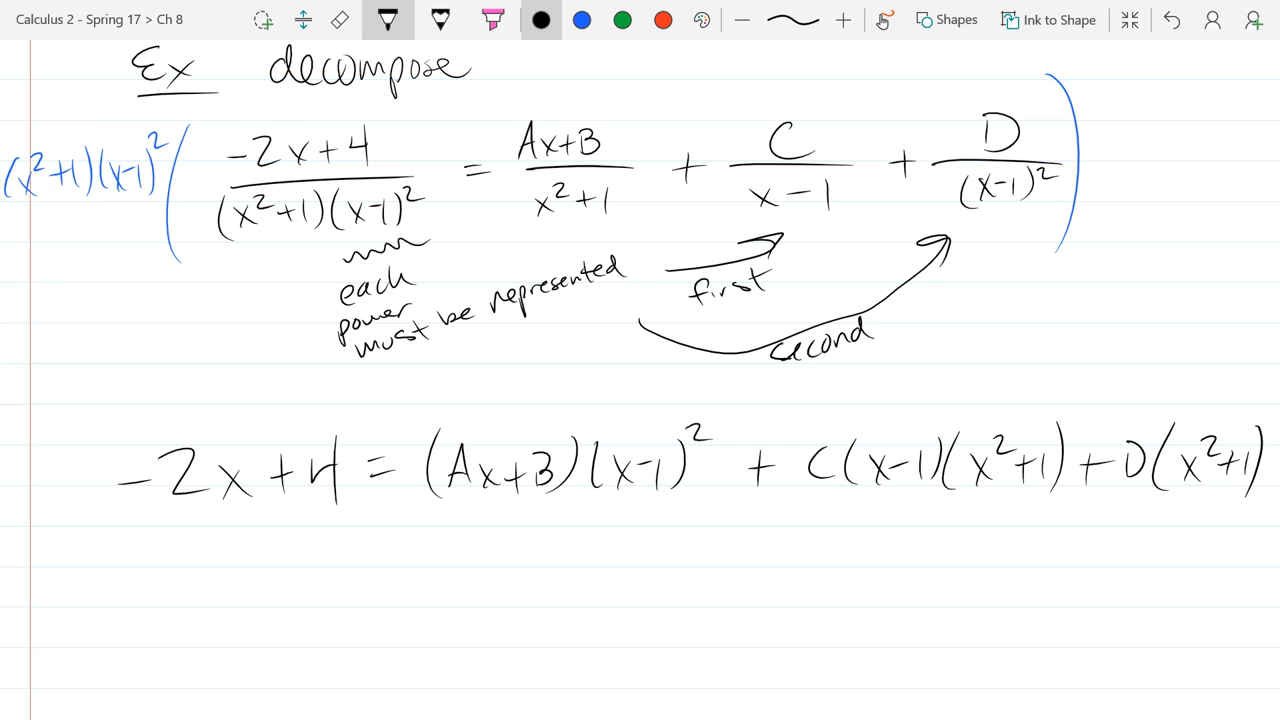 Calculus 2 - Spring 17 > Ch 8 Shapes Ink to Shape
Ex decompose
(x²+1)(x-1)² ( -2x+4 / (x²+1)(x-1)² = Ax+B / x²+1 + C / x-1 + D / (x-1)² )
each
power
must be represented
first
second
-2x+4 = (Ax+B)(x-1)² + C(x-1)(x²+1) + D(x²+1)